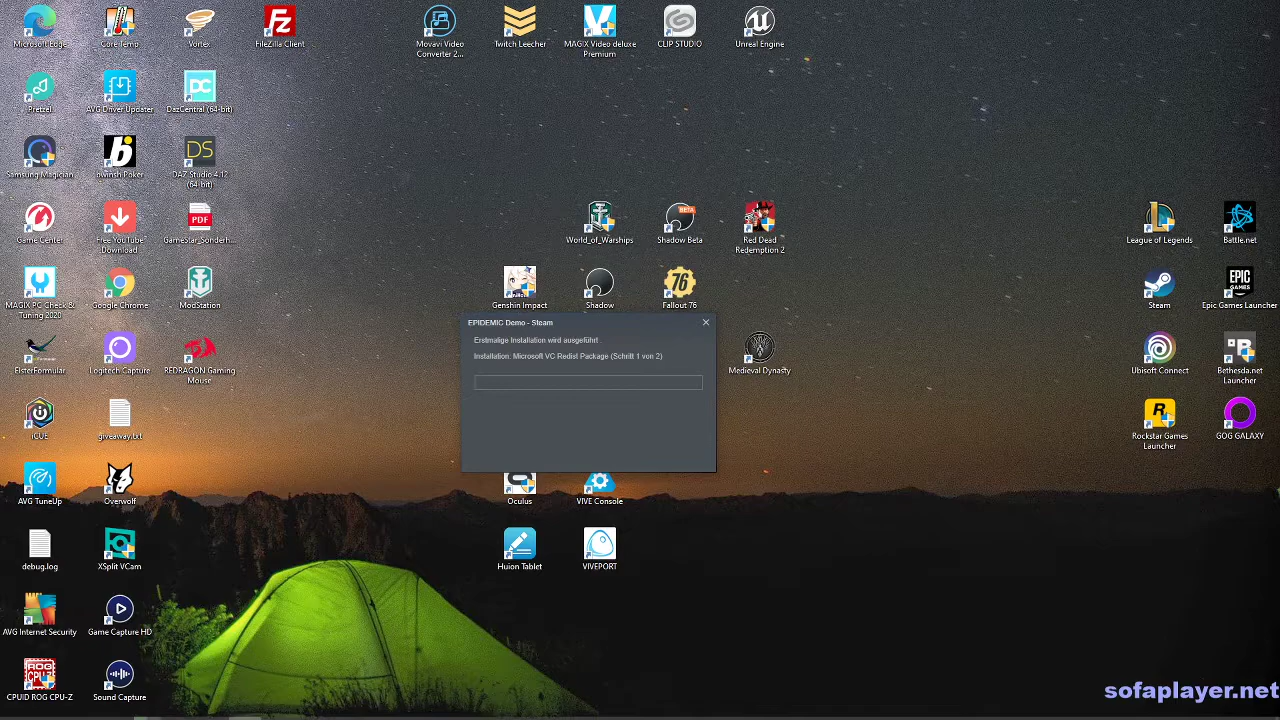 Microsoft Edge
Core Temp
Vortex
FileZilla Client
Movavi Video
Converter 2...
Twitch Leecher
MAGIX Video deluxe
Premium
CLIP STUDIO
Unreal Engine
Pretzel
AVG Driver Updater
DazCentral (64-bit)
Samsung Magician
bwinsh Poker
DAZ Studio 4.12
(64-bit)
Game Center
Free YouTube
Download
GameStar_Sonderh...
World_of_Warships
Shadow Beta
Red Dead
Redemption 2
League of Legends
Battle.net
MAGIX PC Check &
Tuning 2020
Google Chrome
ModStation
Genshin Impact
Shadow
Fallout 76
Steam
Epic Games Launcher
EPIDEMIC Demo - Steam
Erstmalige Installation wird ausgeführt .
Installation: Microsoft VC Redist Package (Schritt 1 von 2)
ElsterFormular
Logitech Capture
REDRAGON Gaming
Mouse
Medieval Dynasty
Ubisoft Connect
Bethesda.net
Launcher
iCUE
giveaway.txt
Rockstar Games
Launcher
GOG GALAXY
AVG TuneUp
Overwolf
Oculus
VIVE Console
debug.log
XSplit VCam
Huion Tablet
VIVEPORT
AVG Internet Security
Game Capture HD
CPUID ROG CPU-Z
Sound Capture
sofaplayer.net